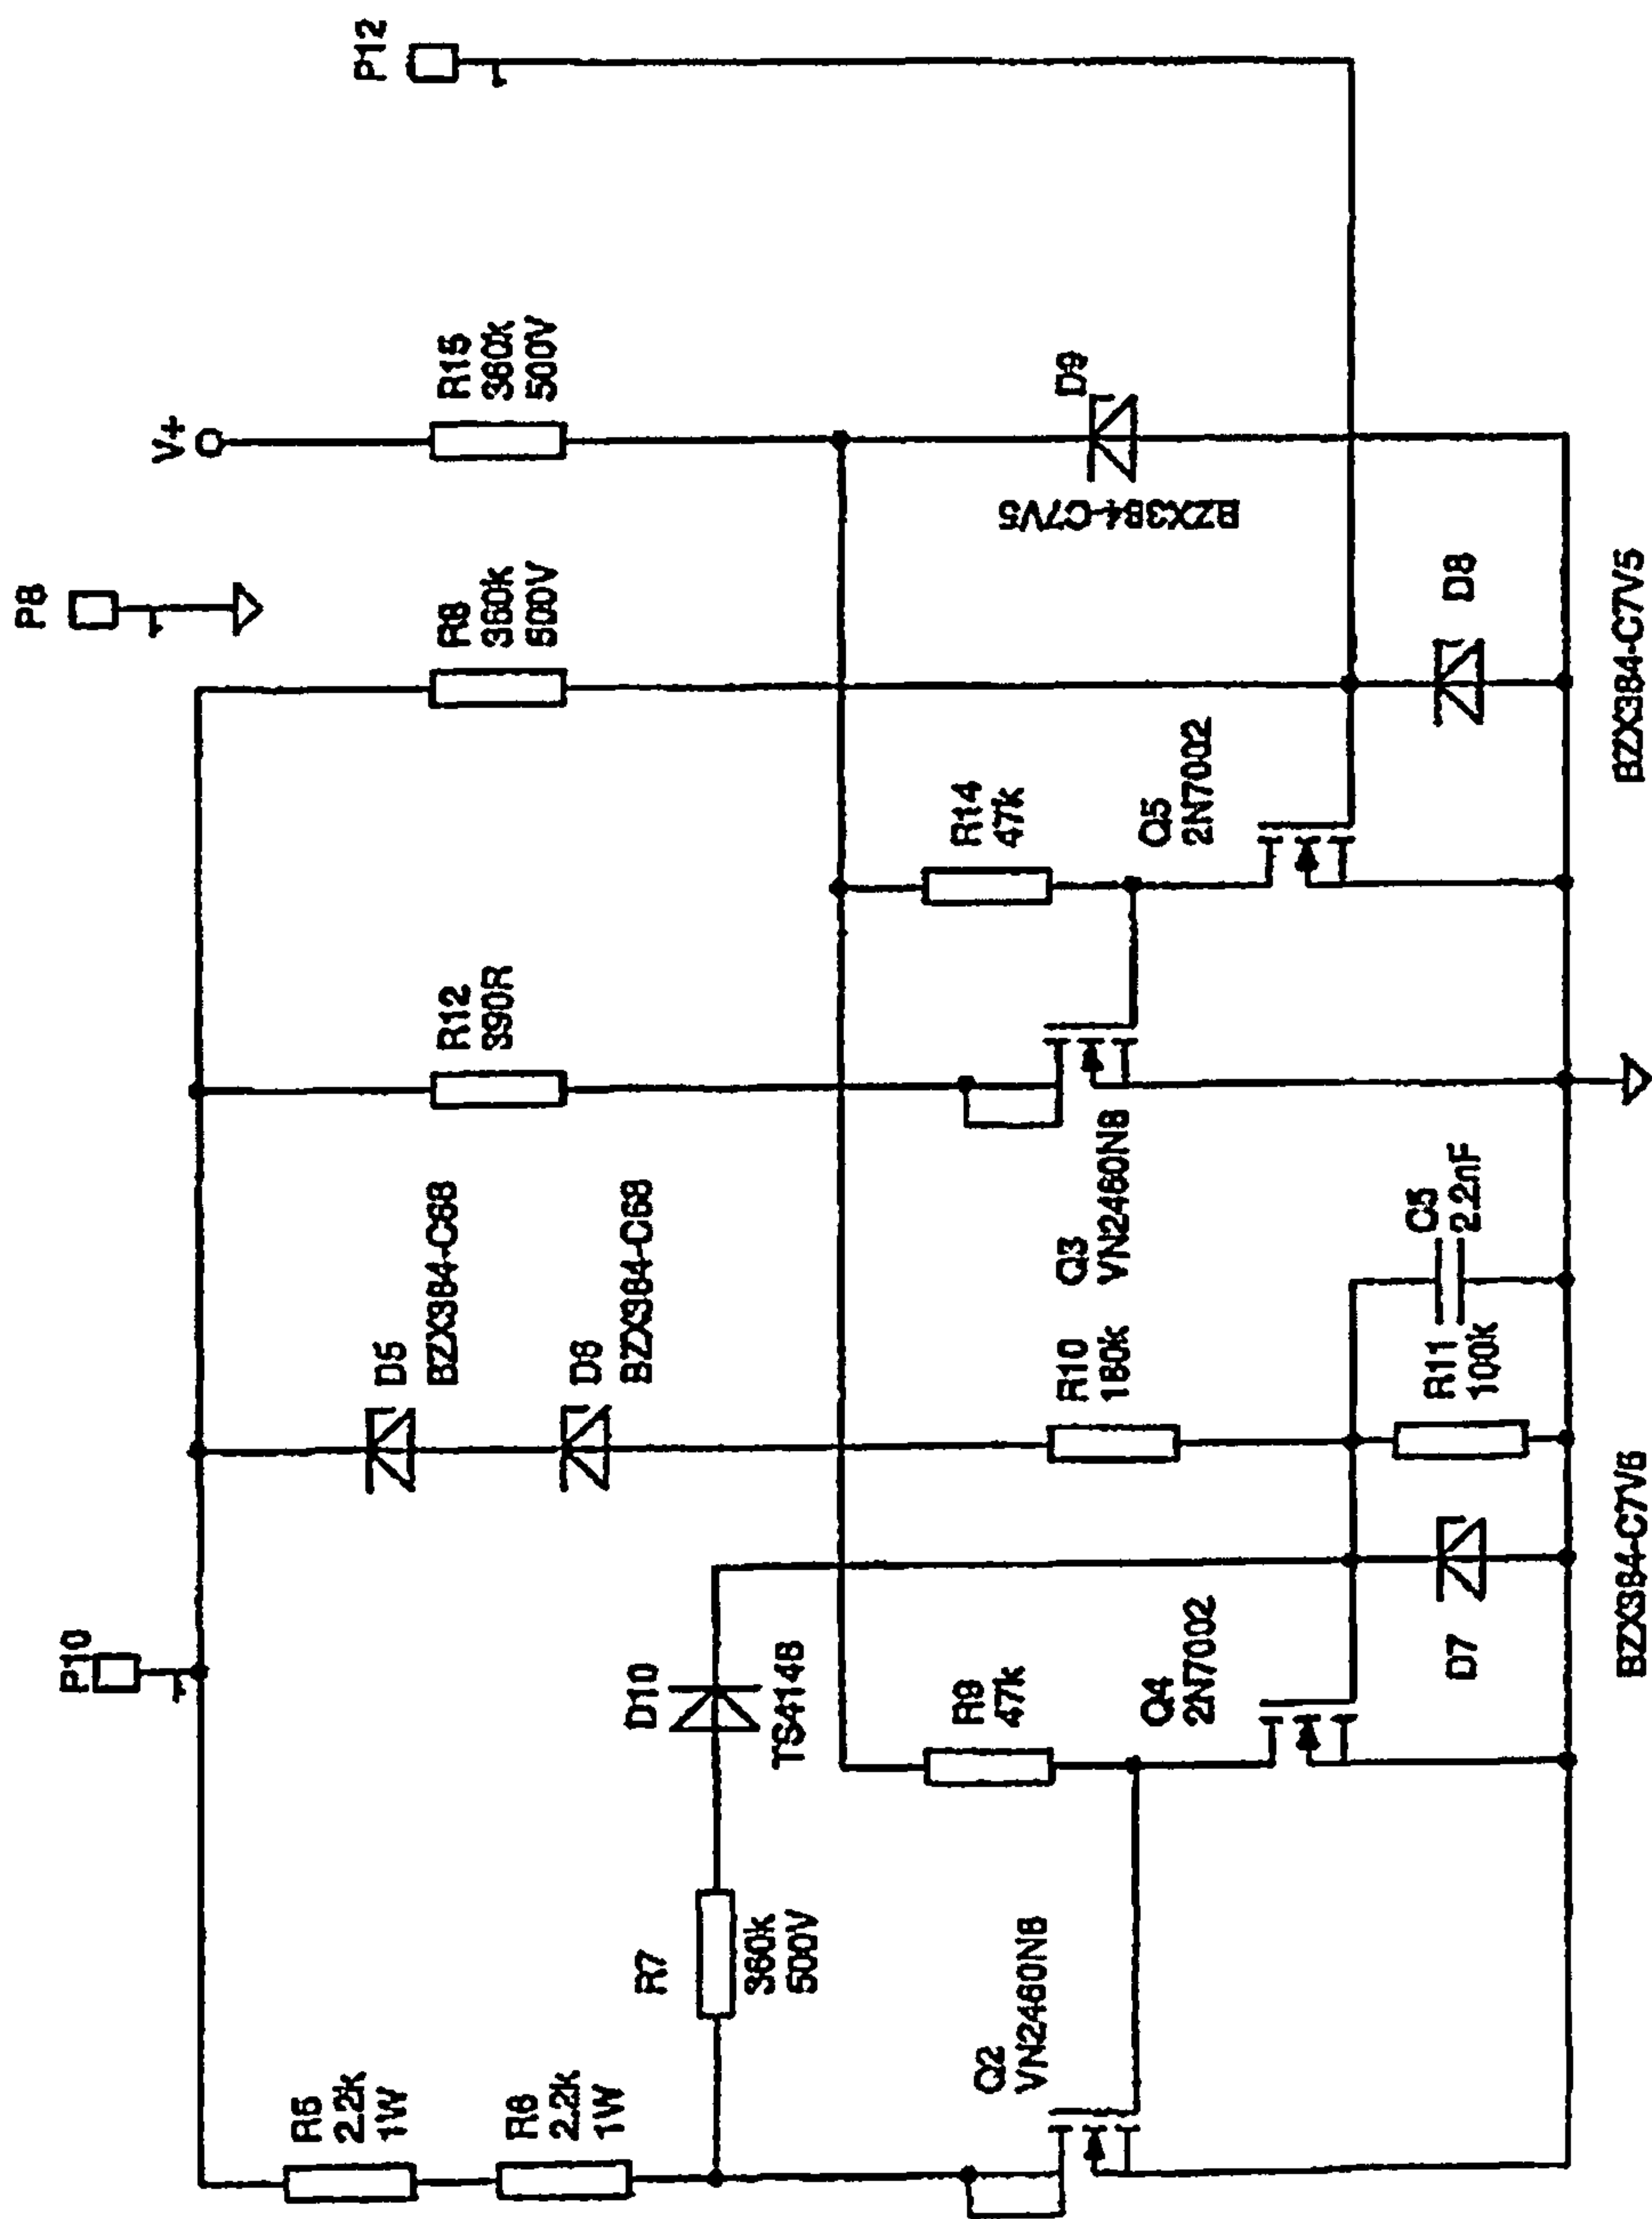 P8
P12
P10
V+
R5
2.2k
1W
D5
BZX384-C68
R12
390R
R8
360k
500V
R15
360k
500V
R6
2.2k
1W
D6
BZX384-C68
D10
TS4148
R7
360k
500V
R9
47k
R14
47k
Q2
VN2460N8
Q3
VN2460N8
R10
180k
D9
BZX384-C7V5
Q4
2N7002
Q5
2N7002
D7
BZX384-C7V5
R11
100k
C5
2.2nF
D8
BZX384-C7V5